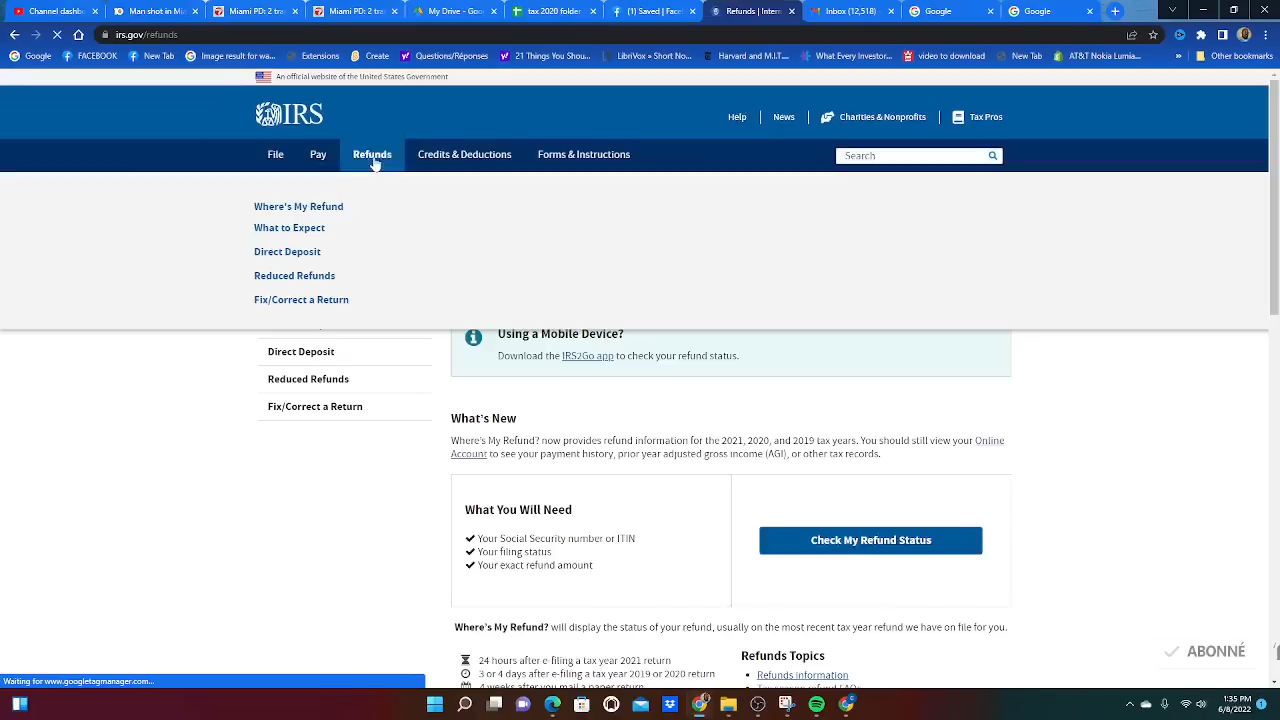 Channel dashboard
Man shot in Mi
Miami PD: 2 tra
Miami PD: 2 tra
My Drive - Goo
tax 2020 folder
(1) Saved | Face
Refunds | Intern
Inbox (12,518)
Google
Google
irs.gov/refunds
Google
FACEBOOK
New Tab
Image result for wa...
Extensions
Create
Questions/Réponses
21 Things You Shou...
LibriVox » Short No...
Harvard and M.I.T....
What Every Investor...
video to download
New Tab
AT&T Nokia Lumia...
»
Other bookmarks
An official website of the United States Government
IRS
Help
News
Charities & Nonprofits
Tax Pros
File
Pay
Refunds
Credits & Deductions
Forms & Instructions
Search
Where's My Refund
What to Expect
Direct Deposit
Reduced Refunds
Fix/Correct a Return
Direct Deposit
Reduced Refunds
Fix/Correct a Return
Using a Mobile Device?
Download the IRS2Go app to check your refund status.
What's New
Where's My Refund? now provides refund information for the 2021, 2020, and 2019 tax years. You should still view your Online
Account to see your payment history, prior year adjusted gross income (AGI), or other tax records.
What You Will Need
Your Social Security number or ITIN
Your filing status
Your exact refund amount
Check My Refund Status
Where's My Refund? will display the status of your refund, usually on the most recent tax year refund we have on file for you.
24 hours after e-filing a tax year 2021 return
3 or 4 days after e-filing a tax year 2019 or 2020 return
4 weeks after you mail a paper return
Refunds Topics
Refunds Information
ABONNÉ
Waiting for www.googletagmanager.com...
1:35 PM
6/8/2022